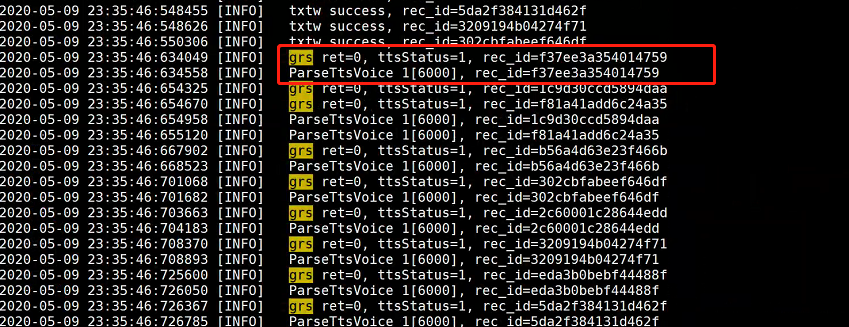 2020-05-09 23:35:46:548455 [INFO] txtw success, rec_id=5da2f384131d462f
2020-05-09 23:35:46:548626 [INFO] txtw success, rec_id=3209194b04274f71
2020-05-09 23:35:46:550306 [INFO] txtw success, rec_id=302cbfabeef646df
2020-05-09 23:35:46:634049 [INFO] grs ret=0, ttsStatus=1, rec_id=f37ee3a354014759
2020-05-09 23:35:46:634558 [INFO] ParseTtsVoice 1[6000], rec_id=f37ee3a354014759
2020-05-09 23:35:46:654325 [INFO] grs ret=0, ttsStatus=1, rec_id=1c9d30ccd5894daa
2020-05-09 23:35:46:654670 [INFO] grs ret=0, ttsStatus=1, rec_id=f81a41add6c24a35
2020-05-09 23:35:46:654958 [INFO] ParseTtsVoice 1[6000], rec_id=1c9d30ccd5894daa
2020-05-09 23:35:46:655120 [INFO] ParseTtsVoice 1[6000], rec_id=f81a41add6c24a35
2020-05-09 23:35:46:667902 [INFO] grs ret=0, ttsStatus=1, rec_id=b56a4d63e23f466b
2020-05-09 23:35:46:668523 [INFO] ParseTtsVoice 1[6000], rec_id=b56a4d63e23f466b
2020-05-09 23:35:46:701068 [INFO] grs ret=0, ttsStatus=1, rec_id=302cbfabeef646df
2020-05-09 23:35:46:701682 [INFO] ParseTtsVoice 1[6000], rec_id=302cbfabeef646df
2020-05-09 23:35:46:703663 [INFO] grs ret=0, ttsStatus=1, rec_id=2c60001c28644edd
2020-05-09 23:35:46:704183 [INFO] ParseTtsVoice 1[6000], rec_id=2c60001c28644edd
2020-05-09 23:35:46:708370 [INFO] grs ret=0, ttsStatus=1, rec_id=3209194b04274f71
2020-05-09 23:35:46:708893 [INFO] ParseTtsVoice 1[6000], rec_id=3209194b04274f71
2020-05-09 23:35:46:725600 [INFO] grs ret=0, ttsStatus=1, rec_id=eda3b0bebf44488f
2020-05-09 23:35:46:726050 [INFO] ParseTtsVoice 1[6000], rec_id=eda3b0bebf44488f
2020-05-09 23:35:46:726367 [INFO] grs ret=0, ttsStatus=1, rec_id=5da2f384131d462f
2020-05-09 23:35:46:726785 [INFO] ParseTtsVoice 1[6000], rec_id=5da2f384131d462f